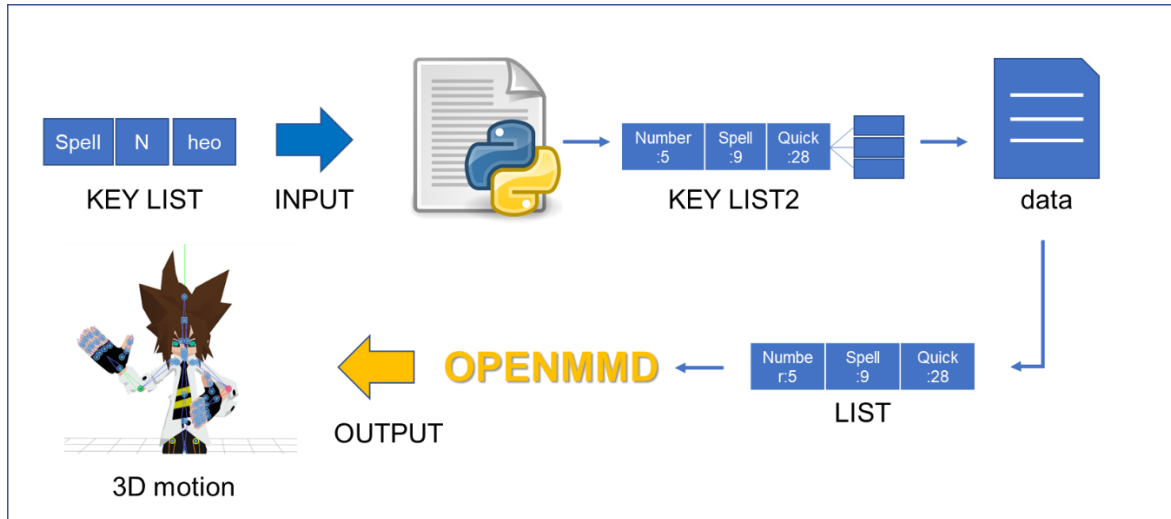 Spell N heo
KEY LIST
INPUT
Number
:5
Spell
:9
Quick
:28
KEY LIST2
data
Numbe
r:5
Spell
:9
Quick
:28
LIST
OPENMMD
OUTPUT
3D motion